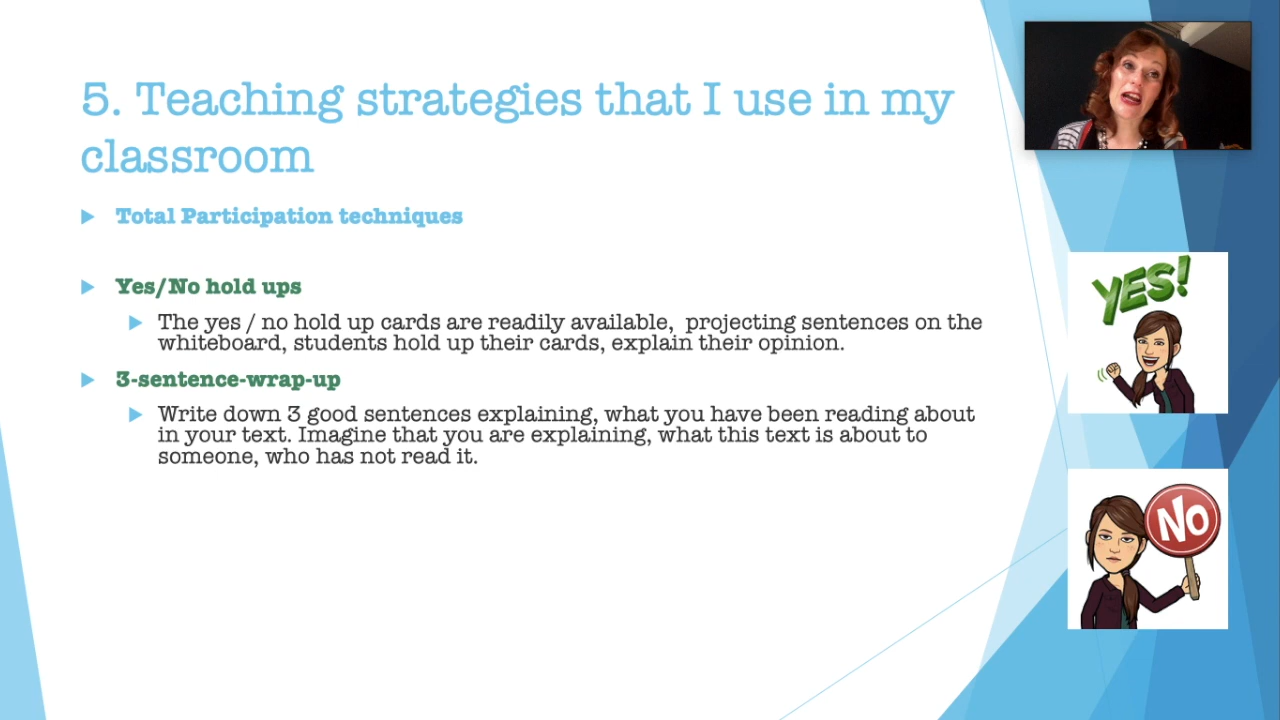 5. Teaching strategies that I use in my
classroom
Total Participation techniques
Yes/No hold ups
The yes / no hold up cards are readily available,  projecting sentences on the
whiteboard, students hold up their cards, explain their opinion.
3-sentence-wrap-up
Write down 3 good sentences explaining, what you have been reading about
in your text. Imagine that you are explaining, what this text is about to
someone, who has not read it.
YES!
NO